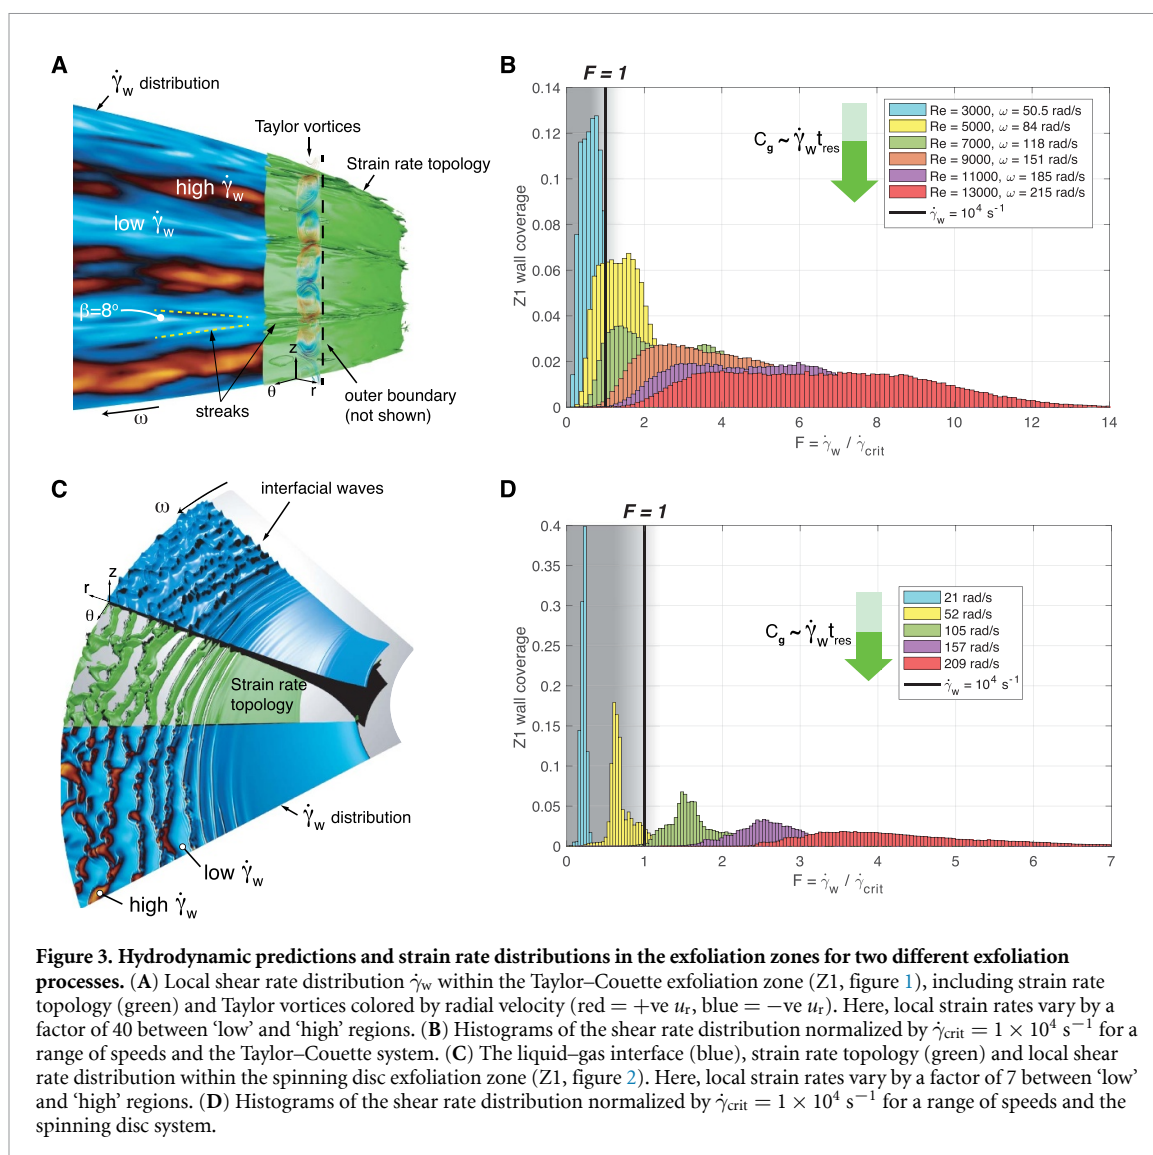 A
γ̇w distribution
Taylor vortices
Strain rate topology
high γ̇w
low γ̇w
β=8°
z
θ
r
ω
streaks
outer boundary
(not shown)
B
F = 1
0.14
0.12
0.1
0.08
0.06
0.04
0.02
0
Z1 wall coverage
Cg ~ γ̇w tres
Re = 3000, ω = 50.5 rad/s
Re = 5000, ω = 84 rad/s
Re = 7000, ω = 118 rad/s
Re = 9000, ω = 151 rad/s
Re = 11000, ω = 185 rad/s
Re = 13000, ω = 215 rad/s
γ̇w = 10⁴ s⁻¹
0 2 4 6 8 10 12 14
F = γ̇w / γ̇crit
C
ω
interfacial waves
z
r
θ
Strain rate
topology
γ̇w distribution
low γ̇w
high γ̇w
D
F = 1
0.4
0.35
0.3
0.25
0.2
0.15
0.1
0.05
0
Z1 wall coverage
Cg ~ γ̇w tres
21 rad/s
52 rad/s
105 rad/s
157 rad/s
209 rad/s
γ̇w = 10⁴ s⁻¹
0 1 2 3 4 5 6 7
F = γ̇w / γ̇crit
Figure 3. Hydrodynamic predictions and strain rate distributions in the exfoliation zones for two different exfoliation
processes. (A) Local shear rate distribution γ̇w within the Taylor–Couette exfoliation zone (Z1, figure 1), including strain rate
topology (green) and Taylor vortices colored by radial velocity (red = +ve ur, blue = −ve ur). Here, local strain rates vary by a
factor of 40 between ‘low’ and ‘high’ regions. (B) Histograms of the shear rate distribution normalized by γ̇crit = 1 × 10⁴ s⁻¹ for a
range of speeds and the Taylor–Couette system. (C) The liquid–gas interface (blue), strain rate topology (green) and local shear
rate distribution within the spinning disc exfoliation zone (Z1, figure 2). Here, local strain rates vary by a factor of 7 between ‘low’
and ‘high’ regions. (D) Histograms of the shear rate distribution normalized by γ̇crit = 1 × 10⁴ s⁻¹ for a range of speeds and the
spinning disc system.